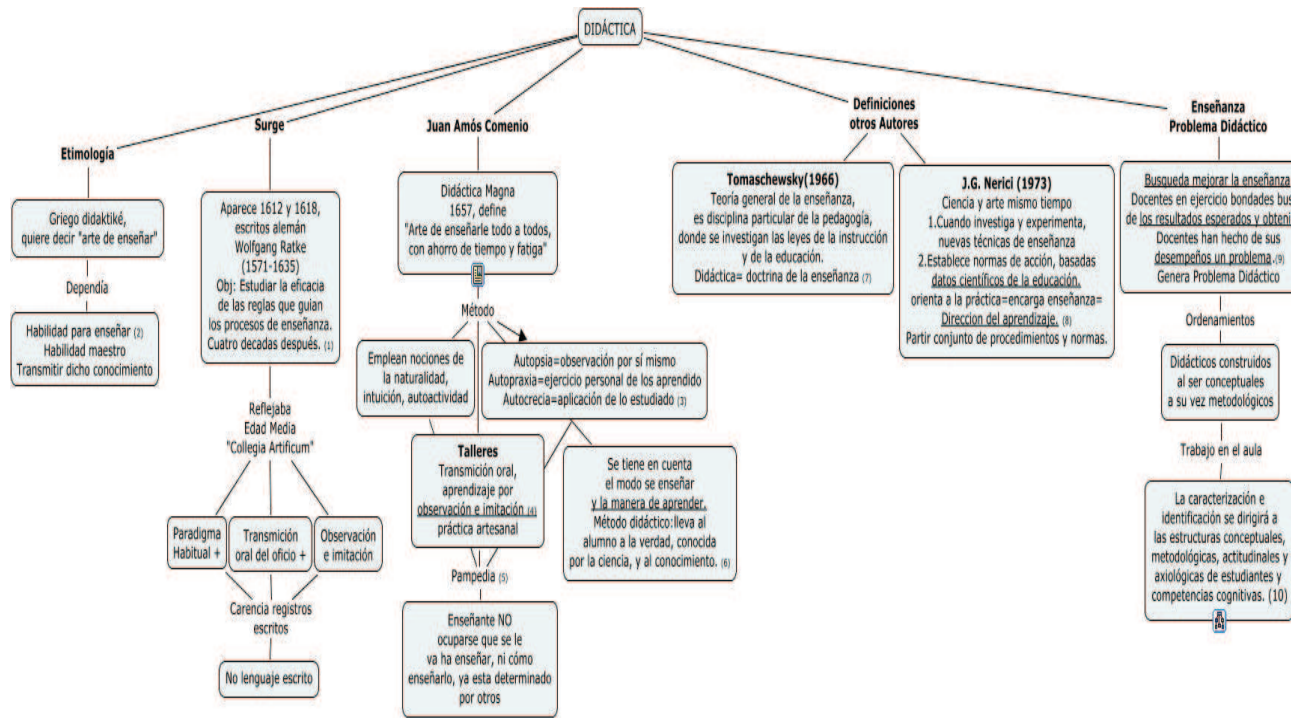 DIDÁCTICA
Etimología
Griego didaktiké,
quiere decir "arte de enseñar"
Dependía
Habilidad para enseñar (2)
Habilidad maestro
Transmitir dicho conocimiento
Surge
Aparece 1612 y 1618,
escritos alemán
Wolfgang Ratke
(1571-1635)
Obj: Estudiar la eficacia
de las reglas que guian
los procesos de enseñanza.
Cuatro decadas después. (1)
Reflejaba
Edad Media
"Collegia Artificum"
Paradigma
Habitual +
Transmición
oral del oficio +
Observación
e imitación
Carencia registros
escritos
No lenguaje escrito
Juan Amós Comenio
Didáctica Magna
1657, define
"Arte de enseñarle todo a todos,
con ahorro de tiempo y fatiga"
Método
Emplean nociones de
la naturalidad,
intuición, autoactividad
Autopsia=observación por sí mismo
Autopraxia=ejercicio personal de los aprendido
Autocrecia=aplicación de lo estudiado (3)
Talleres
Transmición oral,
aprendizaje por
observación e imitación (4)
práctica artesanal
Se tiene en cuenta
el modo se enseñar
y la manera de aprender.
Método didáctico:lleva al
alumno a la verdad, conocida
por la ciencia, y al conocimiento. (6)
Pampedia (5)
Enseñante NO
ocuparse que se le
va ha enseñar, ni cómo
enseñarlo, ya esta determinado
por otros
Definiciones
otros Autores
Tomaschewsky(1966)
Teoría general de la enseñanza,
es disciplina particular de la pedagogía,
donde se investigan las leyes de la instrucción
y de la educación.
Didáctica= doctrina de la enseñanza (7)
J.G. Nerici (1973)
Ciencia y arte mismo tiempo
1.Cuando investiga y experimenta,
nuevas técnicas de enseñanza
2.Establece normas de acción, basadas
datos científicos de la educación.
orienta a la práctica=encarga enseñanza=
Direccion del aprendizaje. (8)
Partir conjunto de procedimientos y normas.
Enseñanza
Problema Didáctico
Busqueda mejorar la enseñanza
Docentes en ejercicio bondades bus
de los resultados esperados y obteni
Docentes han hecho de sus
desempeños un problema.(9)
Genera Problema Didáctico
Ordenamientos
Didácticos construidos
al ser conceptuales
a su vez metodológicos
Trabajo en el aula
La caracterización e
identificación se dirigirá a
las estructuras conceptuales,
metodológicas, actitudinales y
axiológicas de estudiantes y
competencias cognitivas. (10)